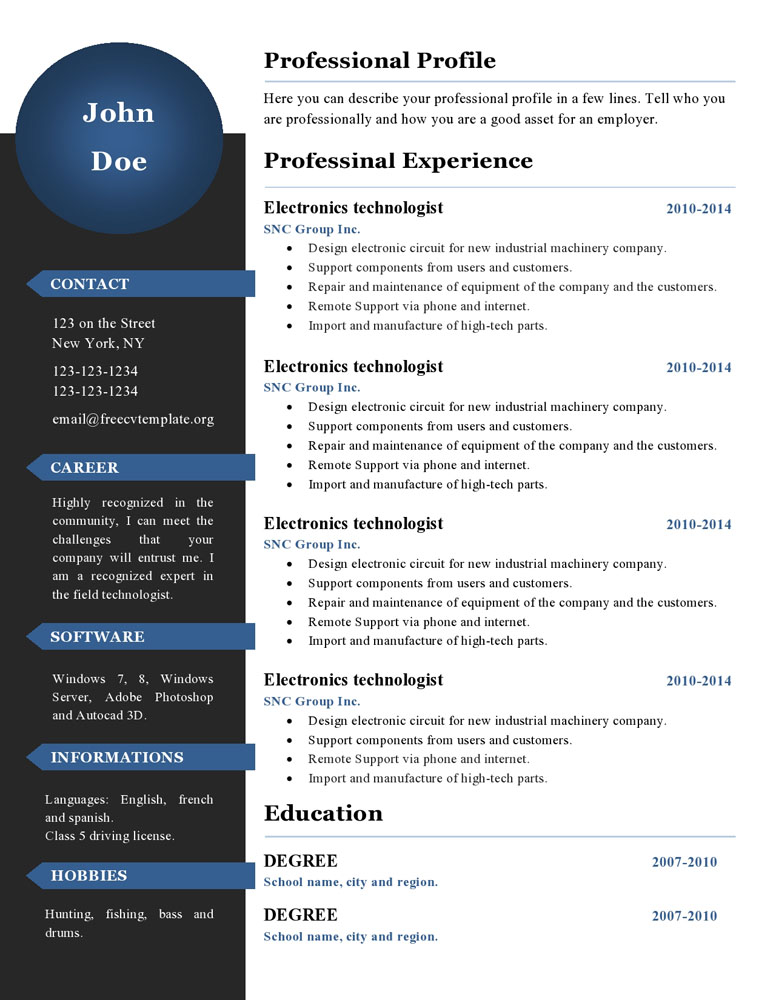 John
Doe
CONTACT
123 on the Street
New York, NY
123-123-1234
123-123-1234
email@freecvtemplate.org
CAREER
Highly recognized in the
community, I can meet the
challenges that your
company will entrust me. I
am a recognized expert in
the field technologist.
SOFTWARE
Windows 7, 8, Windows
Server, Adobe Photoshop
and Autocad 3D.
INFORMATIONS
Languages: English, french
and spanish.
Class 5 driving license.
HOBBIES
Hunting, fishing, bass and
drums.
Professional Profile
Here you can describe your professional profile in a few lines. Tell who you
are professionally and how you are a good asset for an employer.
Professinal Experience
Electronics technologist 2010-2014
SNC Group Inc.
• Design electronic circuit for new industrial machinery company.
• Support components from users and customers.
• Repair and maintenance of equipment of the company and the customers.
• Remote Support via phone and internet.
• Import and manufacture of high-tech parts.
Electronics technologist 2010-2014
SNC Group Inc.
• Design electronic circuit for new industrial machinery company.
• Support components from users and customers.
• Repair and maintenance of equipment of the company and the customers.
• Remote Support via phone and internet.
• Import and manufacture of high-tech parts.
Electronics technologist 2010-2014
SNC Group Inc.
• Design electronic circuit for new industrial machinery company.
• Support components from users and customers.
• Repair and maintenance of equipment of the company and the customers.
• Remote Support via phone and internet.
• Import and manufacture of high-tech parts.
Electronics technologist 2010-2014
SNC Group Inc.
• Design electronic circuit for new industrial machinery company.
• Support components from users and customers.
• Remote Support via phone and internet.
• Import and manufacture of high-tech parts.
Education
DEGREE 2007-2010
School name, city and region.
DEGREE 2007-2010
School name, city and region.